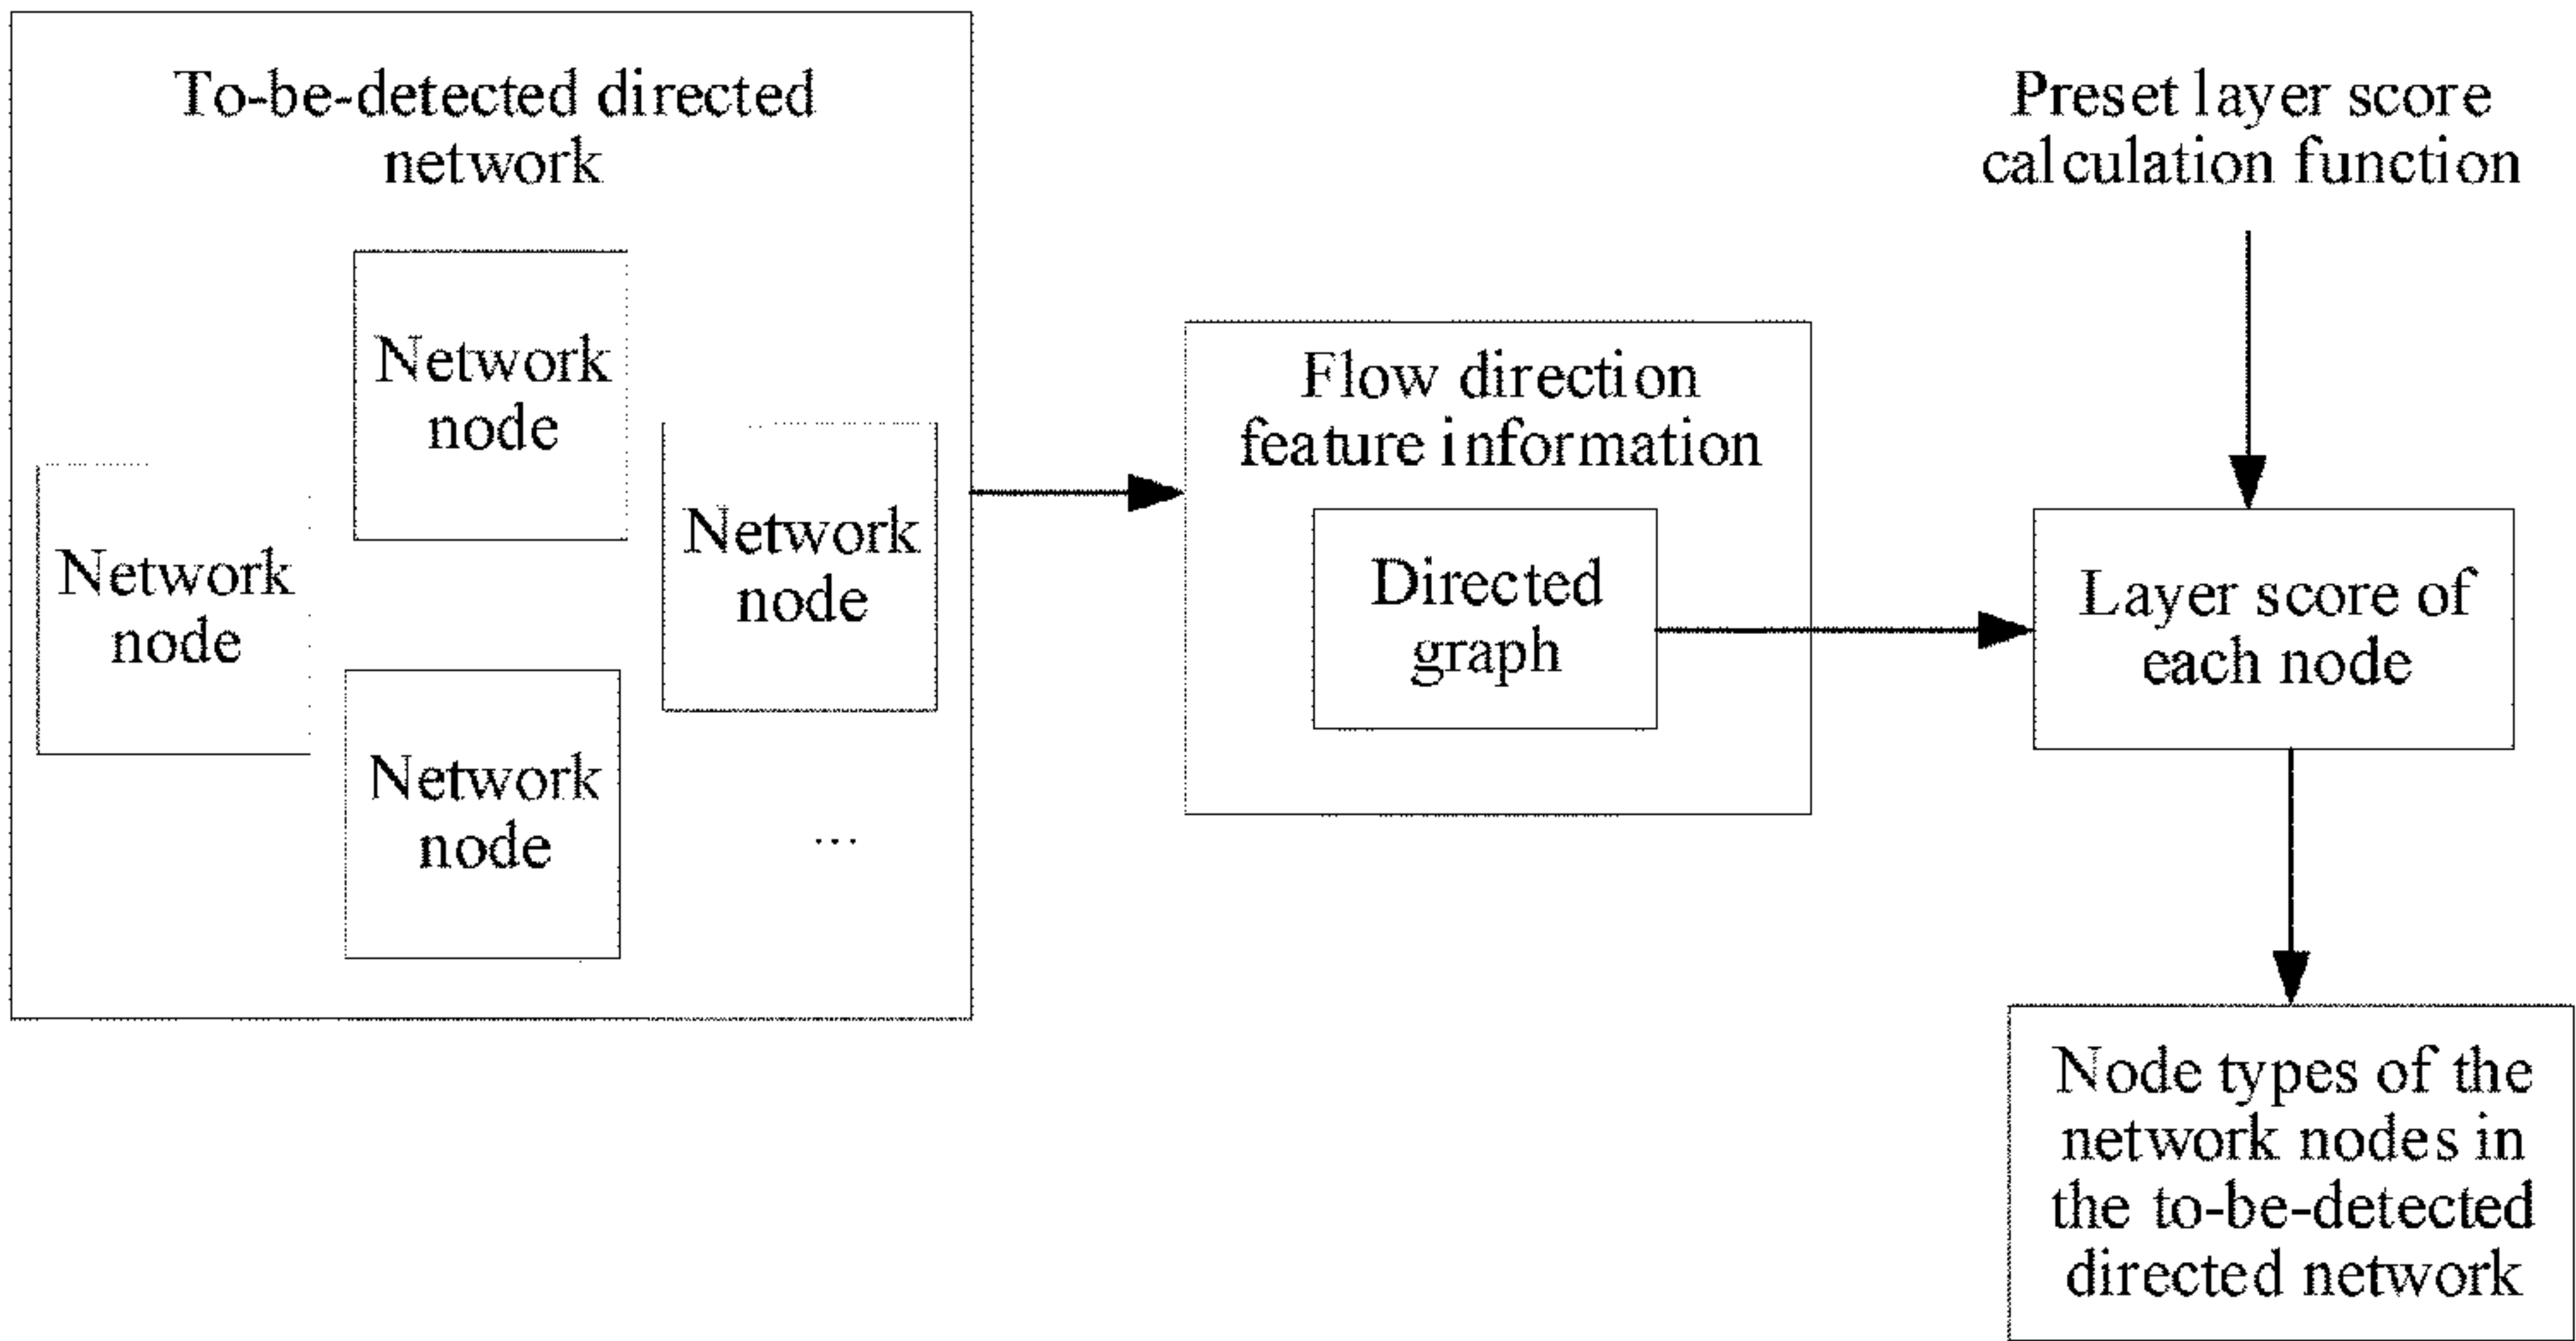 To-be-detected directed
network
Network
node
Network
node
Network
node
Network
node
...
Flow direction
feature information
Directed
graph
Preset layer score
calculation function
Layer score of
each node
Node types of the
network nodes in
the to-be-detected
directed network